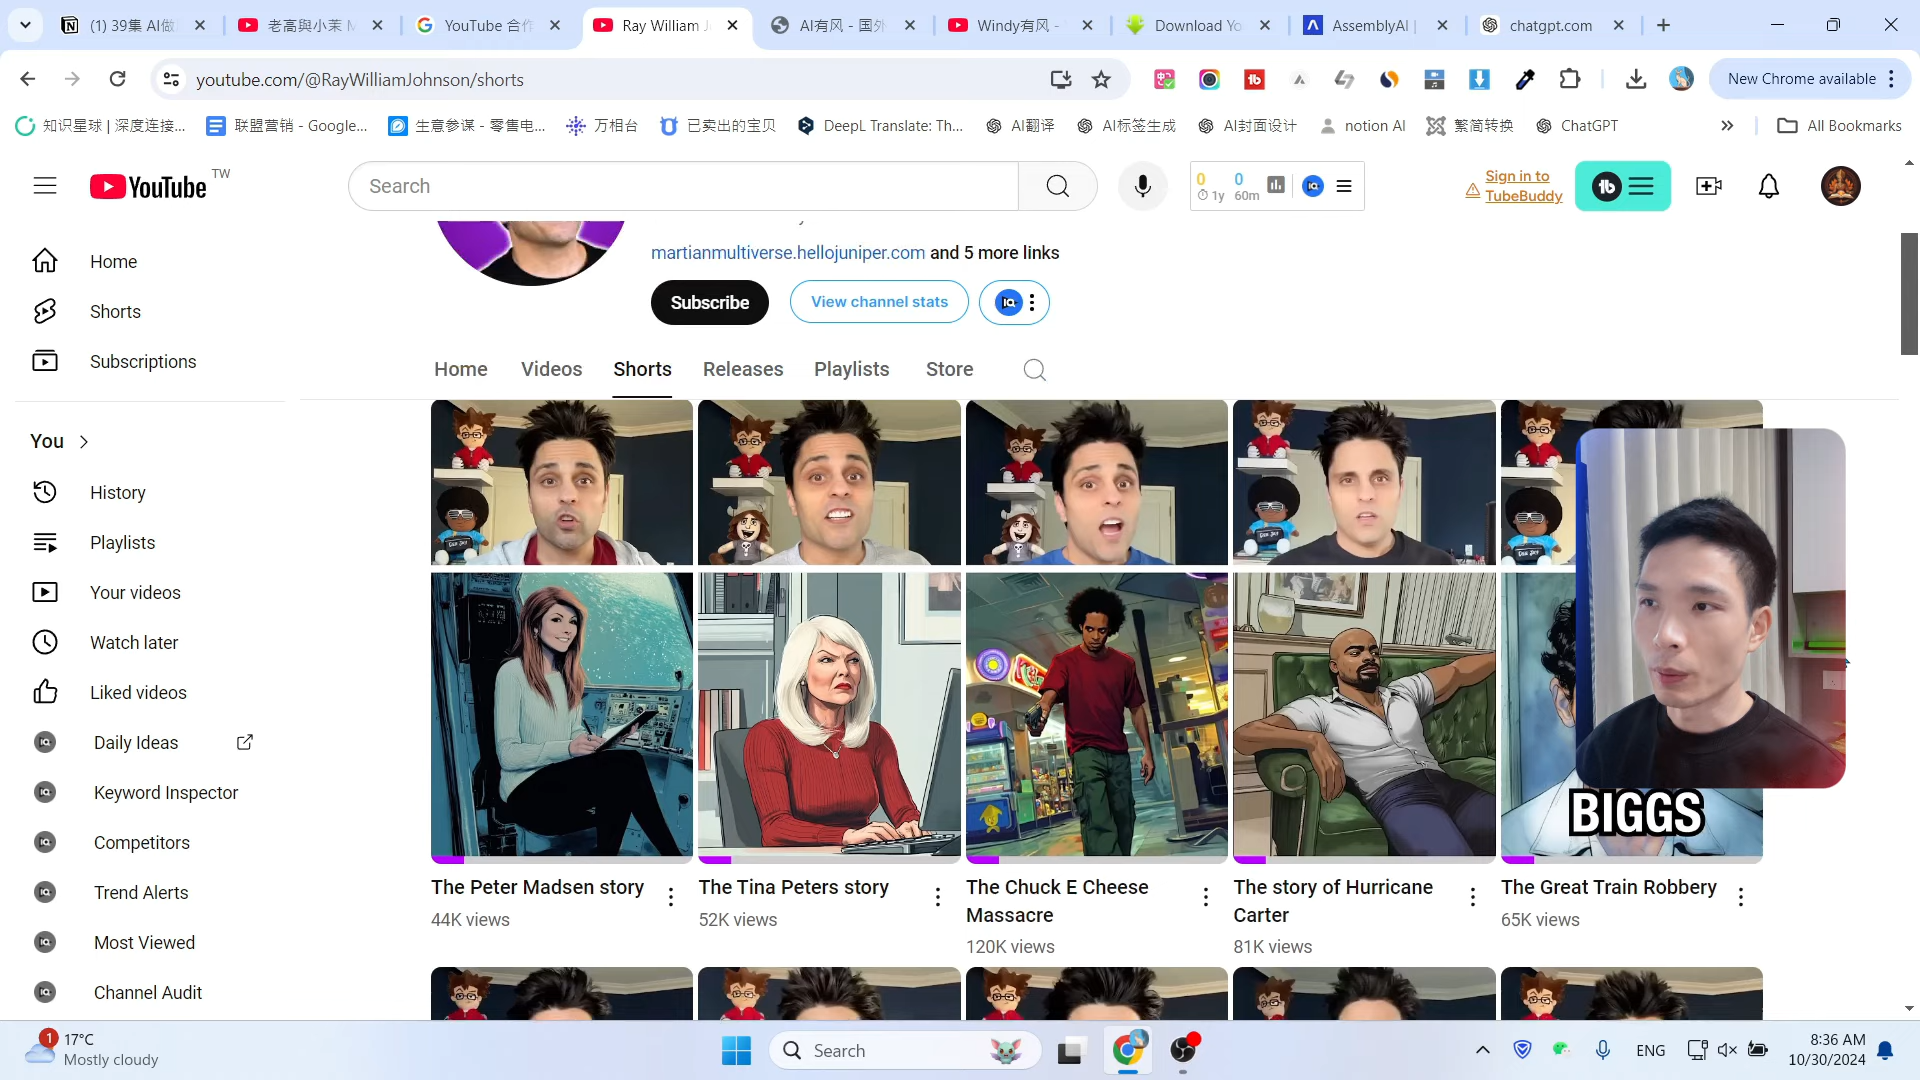 (1) 39集 AI做
老高與小茉 M
YouTube 合作
Ray William J
AI有风 - 国外
Windy有风 -
Download Yo
AssemblyAI |
chatgpt.com
youtube.com/@RayWilliamJohnson/shorts
New Chrome available
知识星球 | 深度连接...
联盟营销 - Google...
生意参谋 - 零售电...
万相台
已卖出的宝贝
DeepL Translate: Th...
AI翻译
AI标签生成
AI封面设计
notion AI
繁简转换
ChatGPT
All Bookmarks
YouTube TW
Search
0
1y
0
60m
Sign in to
TubeBuddy
martianmultiverse.hellojuniper.com and 5 more links
Subscribe
View channel stats
Home
Videos
Shorts
Releases
Playlists
Store
Home
Shorts
Subscriptions
You
History
Playlists
Your videos
Watch later
Liked videos
Daily Ideas
Keyword Inspector
Competitors
Trend Alerts
Most Viewed
Channel Audit
BIGGS
The Peter Madsen story
44K views
The Tina Peters story
52K views
The Chuck E Cheese
Massacre
120K views
The story of Hurricane
Carter
81K views
The Great Train Robbery
65K views
1
17°C
Mostly cloudy
Search
ENG
8:36 AM
10/30/2024